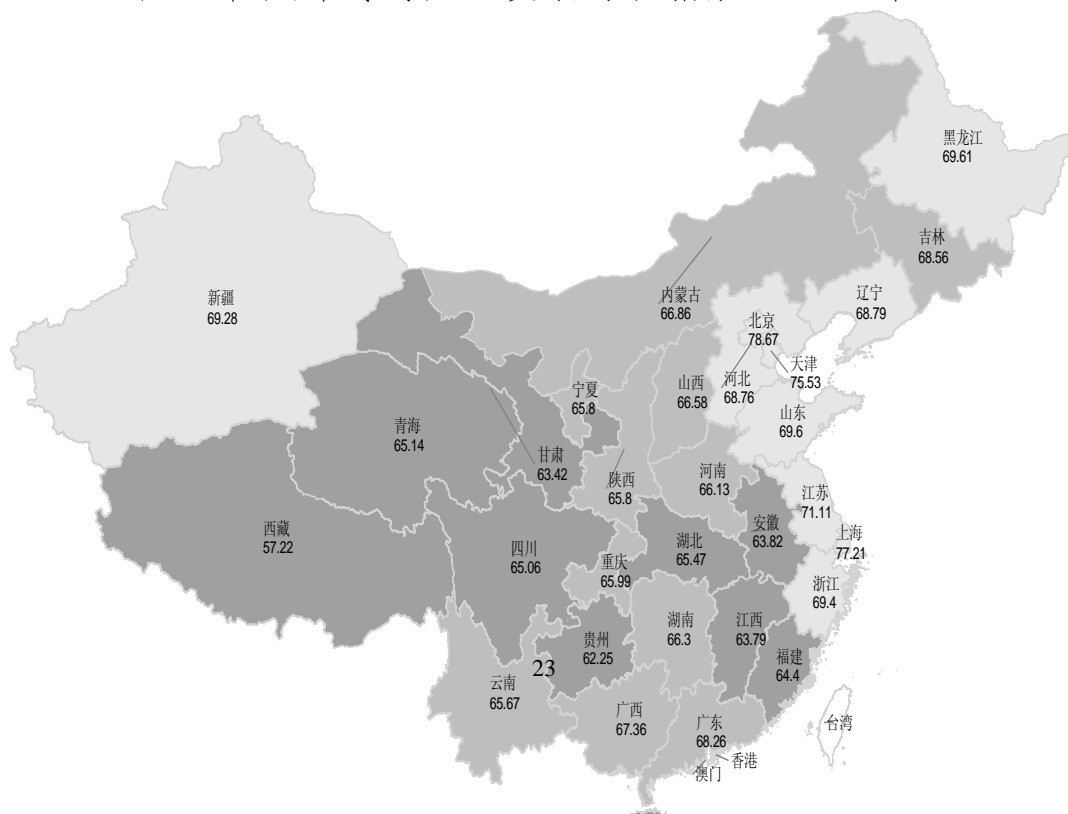 黑龙江
69.61
吉林
68.56
新疆
69.28
内蒙古
66.86
辽宁
68.79
北京
78.67
天津
75.53
河北
68.76
山西
66.58
宁夏
65.8
山东
69.6
青海
65.14
甘肃
63.42
陕西
65.8
河南
66.13
江苏
71.11
安徽
63.82
上海
77.21
西藏
57.22
四川
65.06
重庆
65.99
湖北
65.47
浙江
69.4
湖南
66.3
江西
63.79
贵州
62.25
福建
64.4
23
云南
65.67
广西
67.36
广东
68.26
台湾
香港
澳门